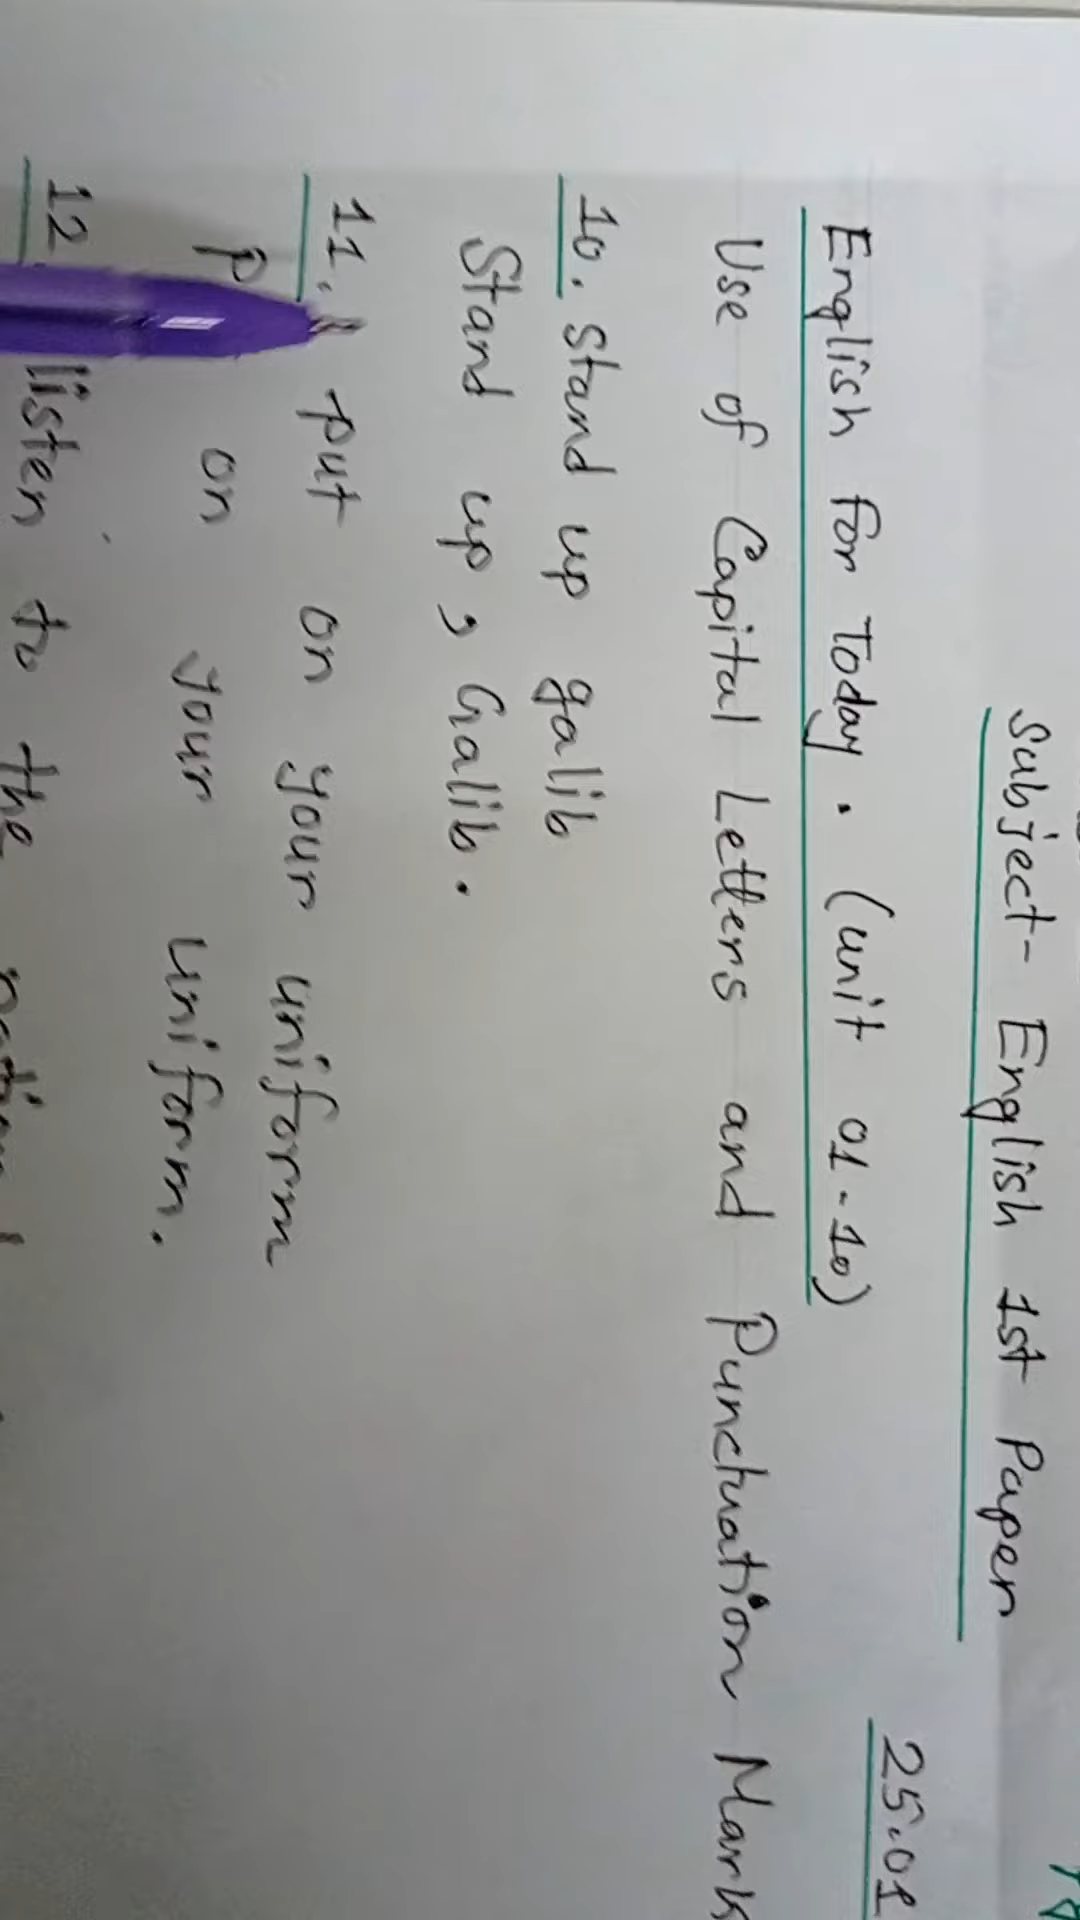 Subject- English 1st Paper
25.01
English for Today. (unit 01-10)
Use of Capital Letters and Punctuation Mark
10. stand up galib
Stand up, Galib.
11. put on your uniform
on your uniform.
12 listen to the